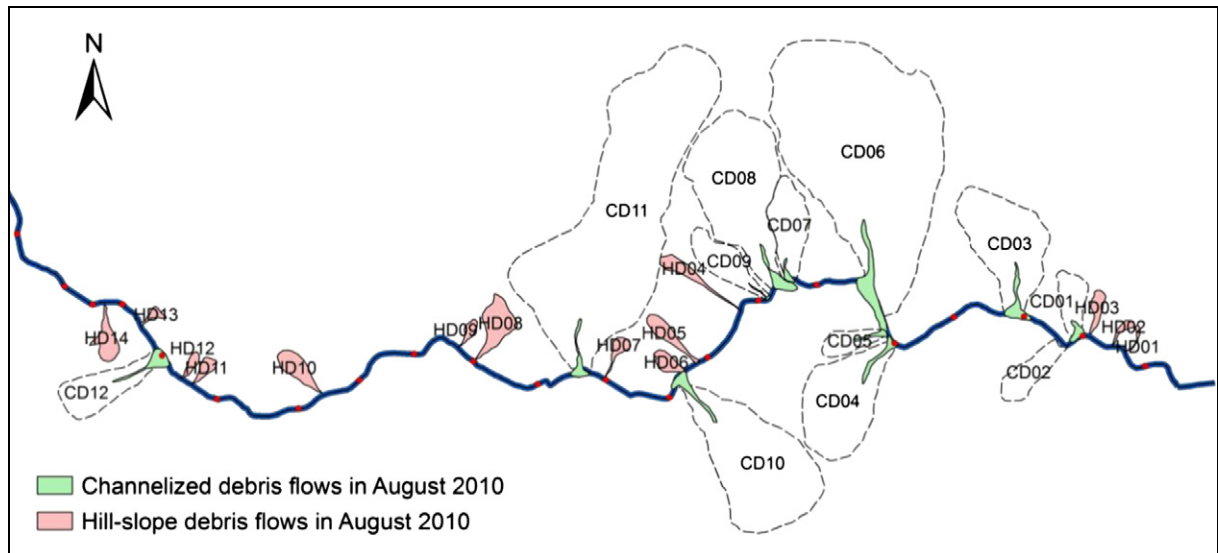 N
CD11
CD08
CD06
CD07
CD09
HD04
CD03
CD01
HD03
HD02
HD01
CD02
CD05
CD04
HD13
HD14
HD12
HD11
CD12
HD10
HD09
HD08
HD07
HD05
HD06
CD10
Channelized debris flows in August 2010
Hill-slope debris flows in August 2010